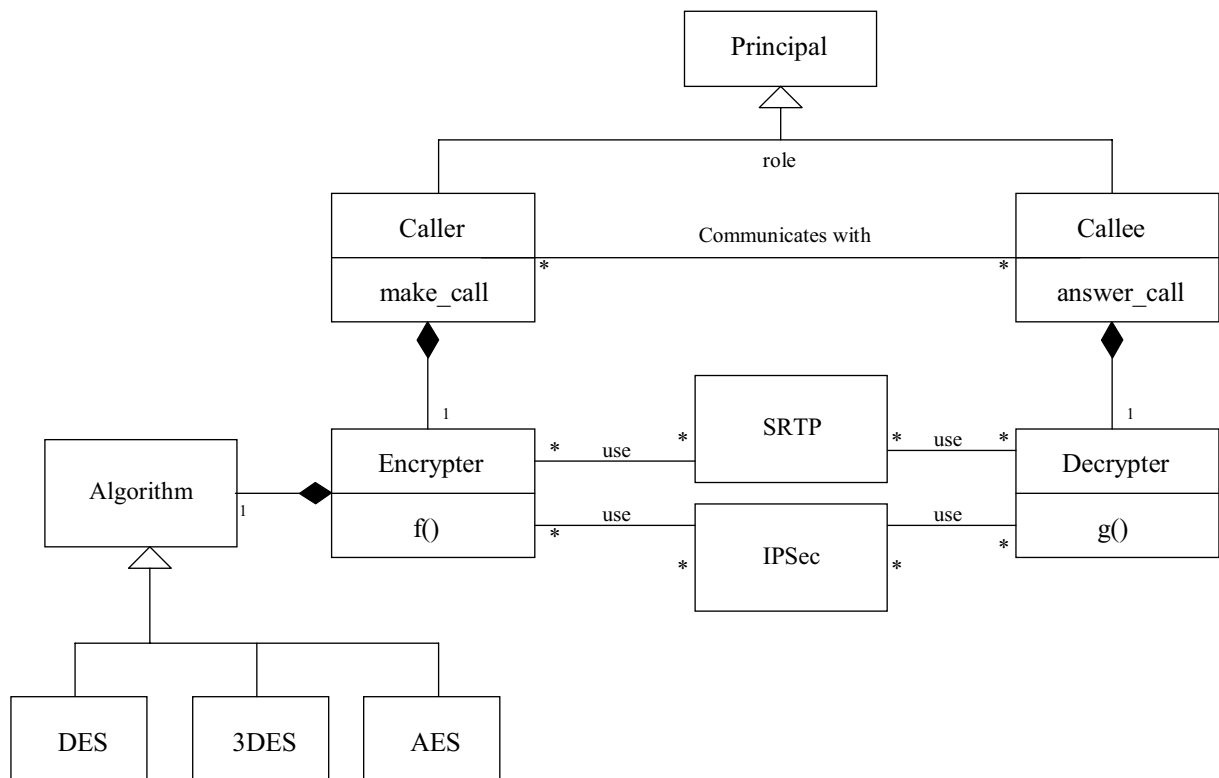 Principal
role
Caller
Communicates with
Callee
* *
make_call
answer_call
1
1
SRTP
* use * * use *
Encrypter
Decrypter
Algorithm
1
f()
g()
use
use
* *
* *
IPSec
DES
3DES
AES